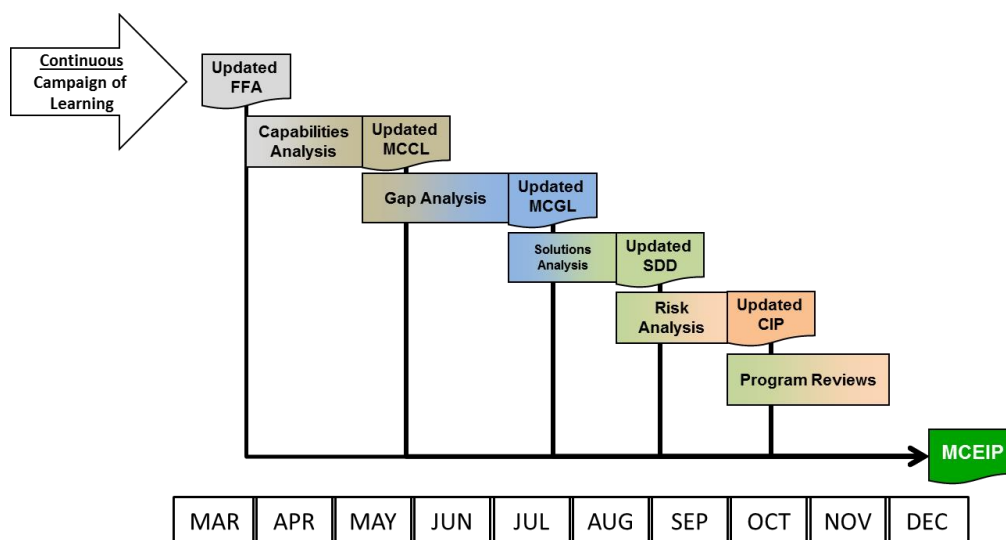 Continuous
Campaign of
Learning
Updated
FFA
Capabilities
Analysis
Updated
MCCL
Gap Analysis
Updated
MCGL
Solutions
Analysis
Updated
SDD
Risk
Analysis
Updated
CIP
Program Reviews
MCEIP
MAR APR MAY JUN JUL AUG SEP OCT NOV DEC